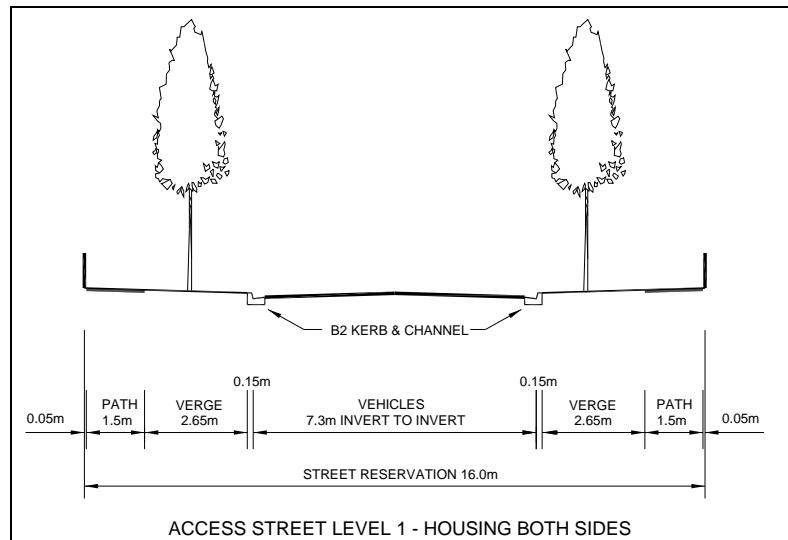 B2 KERB & CHANNEL
0.15m 0.15m
0.05m PATH VERGE VEHICLES VERGE PATH 0.05m
1.5m 2.65m 7.3m INVERT TO INVERT 2.65m 1.5m
STREET RESERVATION 16.0m
ACCESS STREET LEVEL 1 - HOUSING BOTH SIDES